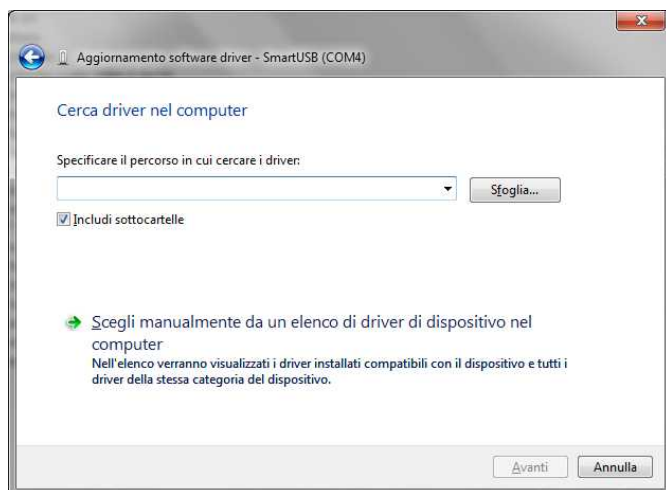 Aggiornamento software driver - SmartUSB (COM4)
Cerca driver nel computer
Specificare il percorso in cui cercare i driver:
Sfoglia...
Includi sottocartelle
Scegli manualmente da un elenco di driver di dispositivo nel
computer
Nell'elenco verranno visualizzati i driver installati compatibili con il dispositivo e tutti i
driver della stessa categoria del dispositivo.
Avanti
Annulla